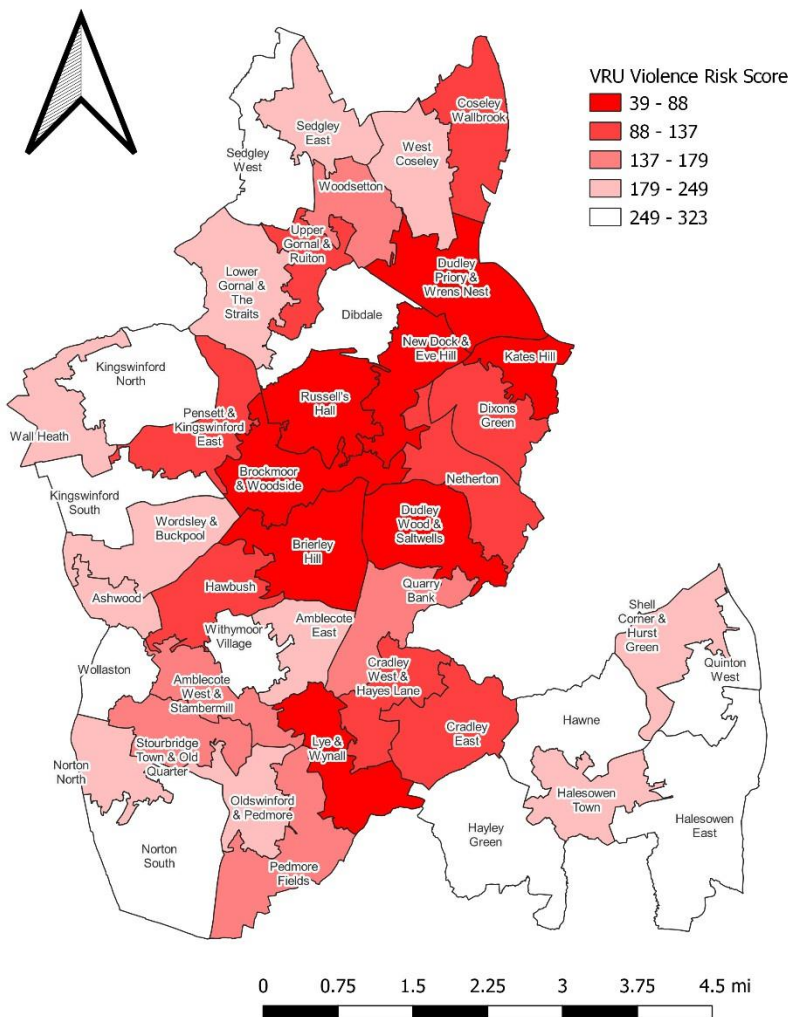 VRU Violence Risk Score
39 - 88
88 - 137
137 - 179
179 - 249
249 - 323
Coseley
Wallbrook
Sedgley
East
West
Coseley
Sedgley
West
Woodsetton
Upper
Gornal &
Ruiton
Dudley
Priory &
Wrens Nest
Lower
Gornal &
The
Straits
Dibdale
New Dock &
Eve Hill
Kates Hill
Kingswinford
North
Russell's
Hall
Dixons
Green
Pensett &
Kingswinford
East
Wall Heath
Brockmoor
& Woodside
Netherton
Kingswinford
South
Wordsley &
Buckpool
Dudley
Wood &
Saltwells
Brierley
Hill
Hawbush
Quarry
Bank
Ashwood
Amblecote
East
Shell
Corner &
Hurst
Green
Withymoor
Village
Wollaston
Cradley
West &
Hayes Lane
Quinton
West
Amblecote
West &
Stambermill
Hawne
Cradley
East
Lye &
Wynall
Stourbridge
Town & Old
Quarter
Norton
North
Halesowen
Town
Oldswinford
& Pedmore
Halesowen
East
Hayley
Green
Norton
South
Pedmore
Fields
0 0.75 1.5 2.25 3 3.75 4.5 mi